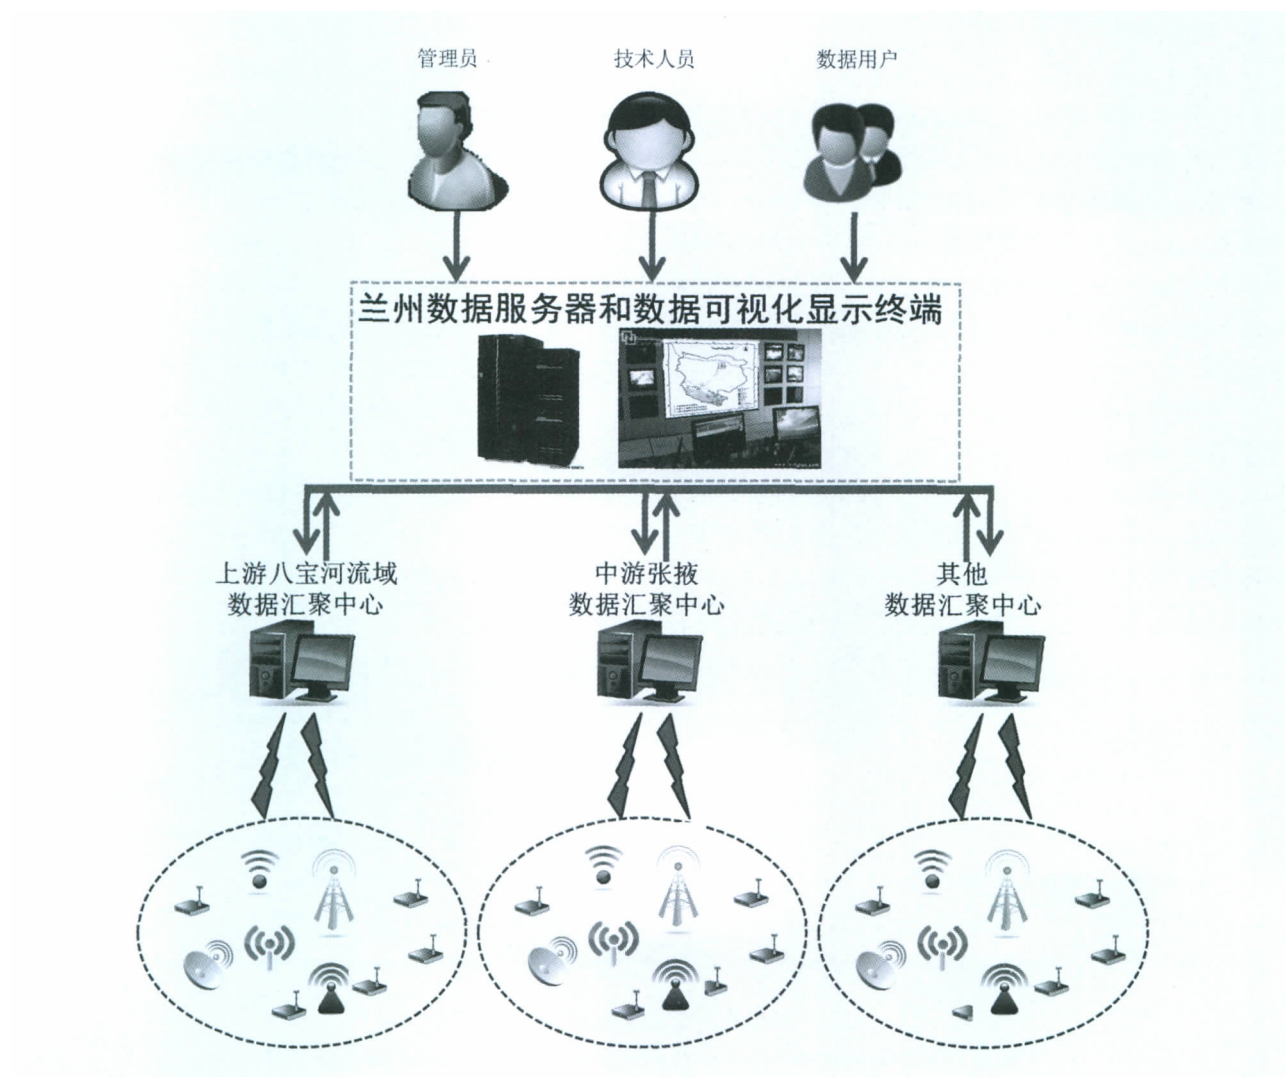 管理员
技术人员
数据用户
兰州数据服务器和数据可视化显示终端
上游八宝河流域
数据汇聚中心
中游张掖
数据汇聚中心
其他
数据汇聚中心